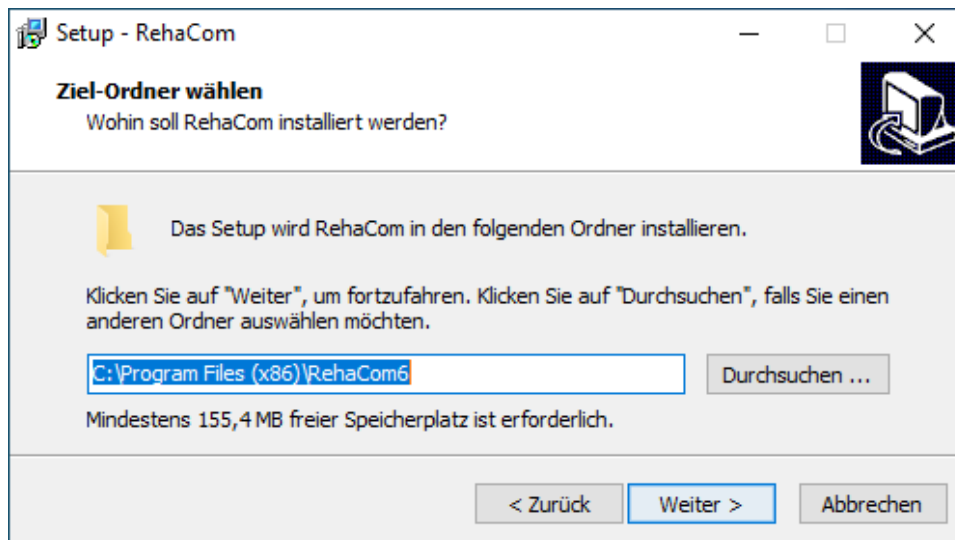 Setup - RehaCom
Ziel-Ordner wählen
Wohin soll RehaCom installiert werden?
Das Setup wird RehaCom in den folgenden Ordner installieren.
Klicken Sie auf "Weiter", um fortzufahren. Klicken Sie auf "Durchsuchen", falls Sie einen
anderen Ordner auswählen möchten.
C:\Program Files (x86)\RehaCom6
Durchsuchen ...
Mindestens 155,4 MB freier Speicherplatz ist erforderlich.
< Zurück
Weiter >
Abbrechen